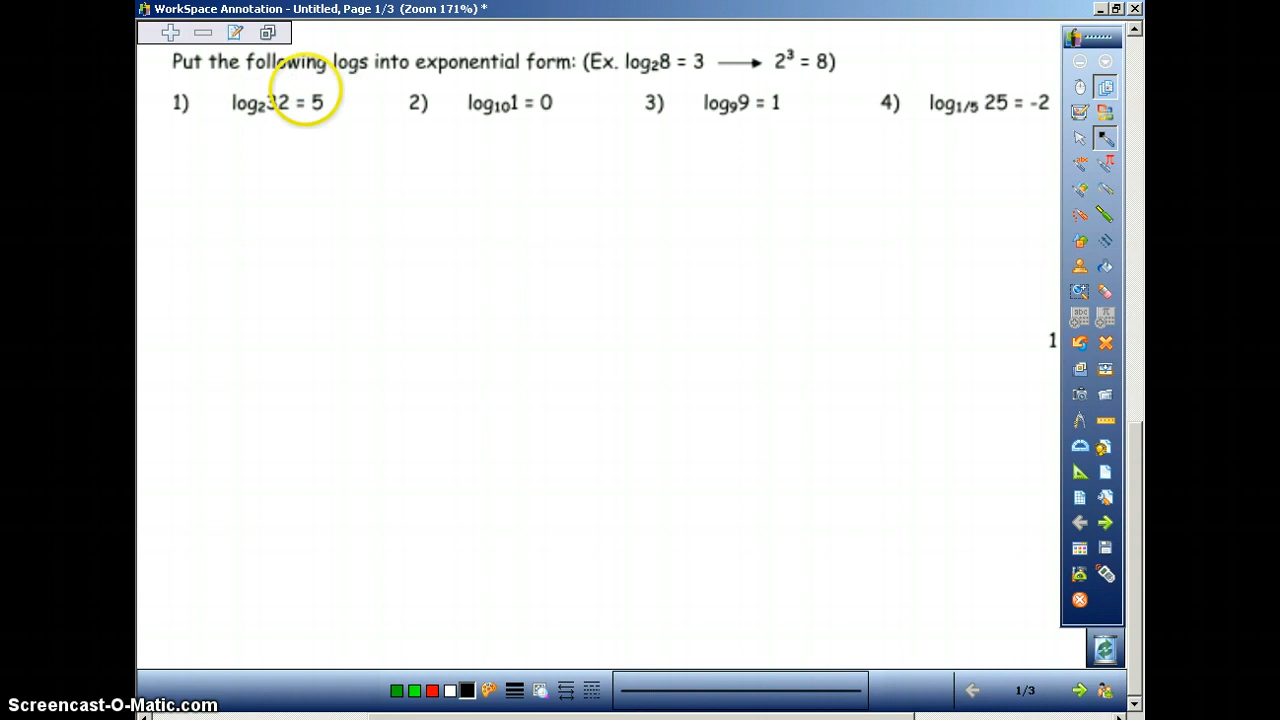 WorkSpace Annotation - Untitled, Page 1/3 (Zoom 171%) *
Put the following logs into exponential form: (Ex. log₂8 = 3 ⟶ 2³ = 8)
1) log₂32 = 5 2) log₁₀1 = 0 3) log₉9 = 1 4) log₁/₅ 25 = -2
1
1/3
Screencast-O-Matic.com